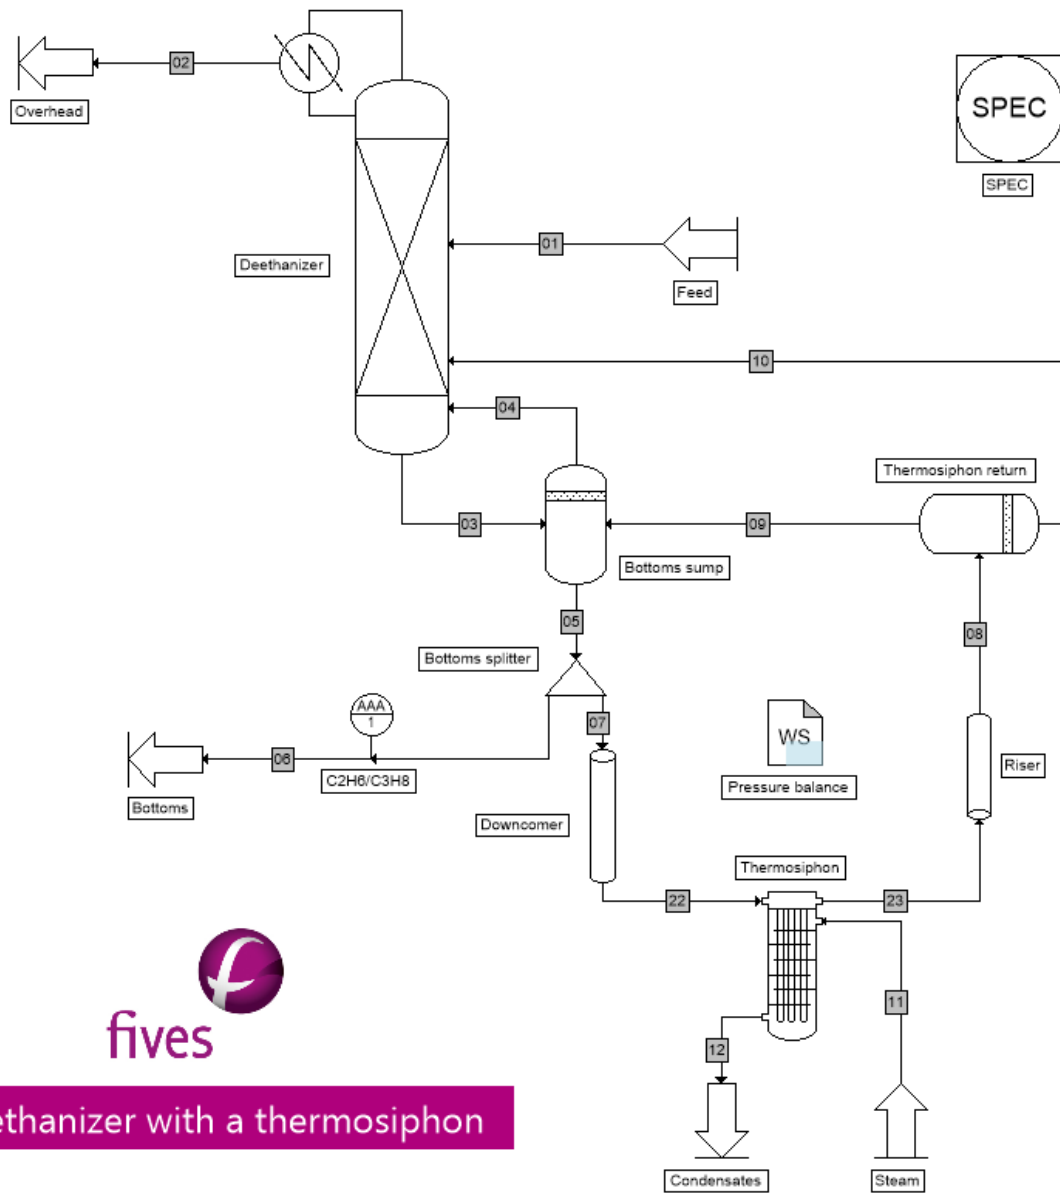 02
Overhead
SPEC
SPEC
01
Deethanizer
Feed
10
04
Thermosiphon return
03
09
Bottoms sump
05
08
Bottoms splitter
07
AAA
1
WS
06
C2H6/C3H8
Riser
Pressure balance
Bottoms
Downcomer
Thermosiphon
22
23
11
fives
12
ethanizer with a thermosiphon
Condensates
Steam